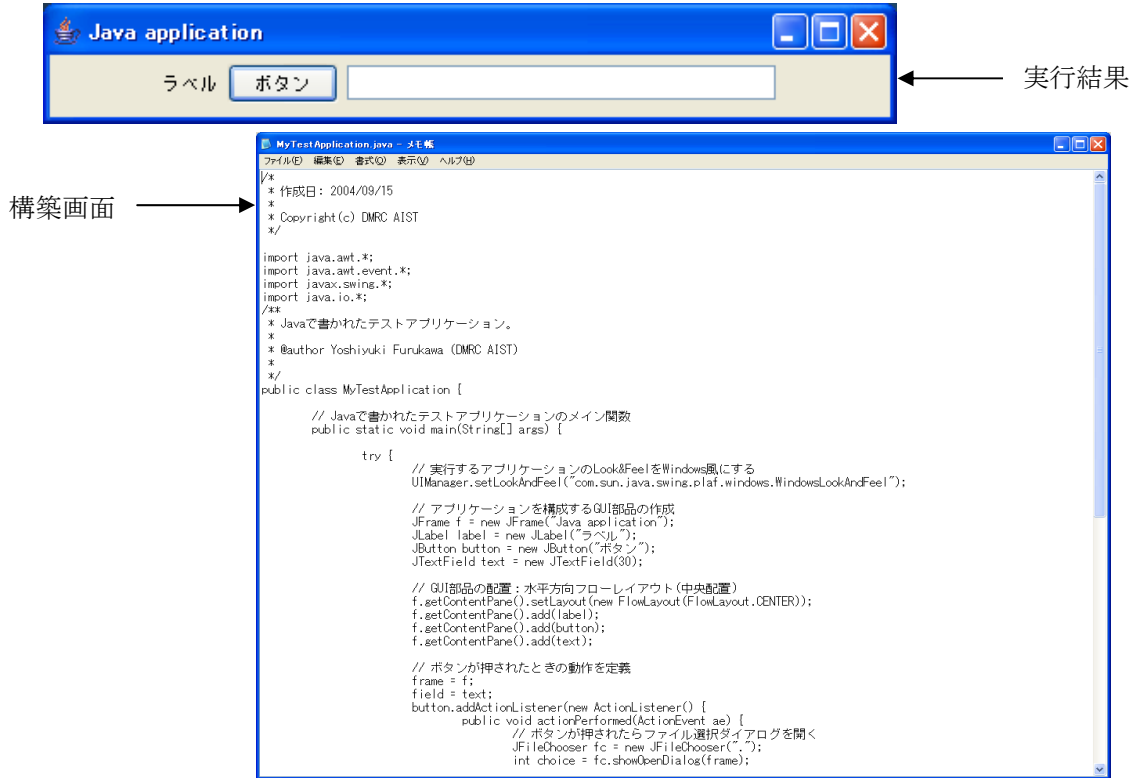 Java application
ラベル ボタン
実行結果
MyTestApplication.java - メモ帳
ファイル(F) 編集(E) 書式(O) 表示(V) ヘルプ(H)
構築画面
/*
 * 作成日: 2004/09/15
 *
 * Copyright(c) DMRC AIST
 */
import java.awt.*;
import java.awt.event.*;
import javax.swing.*;
import java.io.*;
/**
 * Javaで書かれたテストアプリケーション。
 *
 * @author Yoshiyuki Furukawa (DMRC AIST)
 *
 */
public class MyTestApplication {
// Javaで書かれたテストアプリケーションのメイン関数
public static void main(String[] args) {
try {
// 実行するアプリケーションのLook&FeelをWindows風にする
UIManager.setLookAndFeel("com.sun.java.swing.plaf.windows.WindowsLookAndFeel");
// アプリケーションを構成するGUI部品の作成
JFrame f = new JFrame("Java application");
JLabel label = new JLabel("ラベル");
JButton button = new JButton("ボタン");
JTextField text = new JTextField(30);
// GUI部品の配置：水平方向フローレイアウト(中央配置)
f.getContentPane().setLayout(new FlowLayout(FlowLayout.CENTER));
f.getContentPane().add(label);
f.getContentPane().add(button);
f.getContentPane().add(text);
// ボタンが押されたときの動作を定義
frame = f;
field = text;
button.addActionListener(new ActionListener() {
public void actionPerformed(ActionEvent ae) {
// ボタンが押されたらファイル選択ダイアログを開く
JFileChooser fc = new JFileChooser(".");
int choice = fc.showOpenDialog(frame);